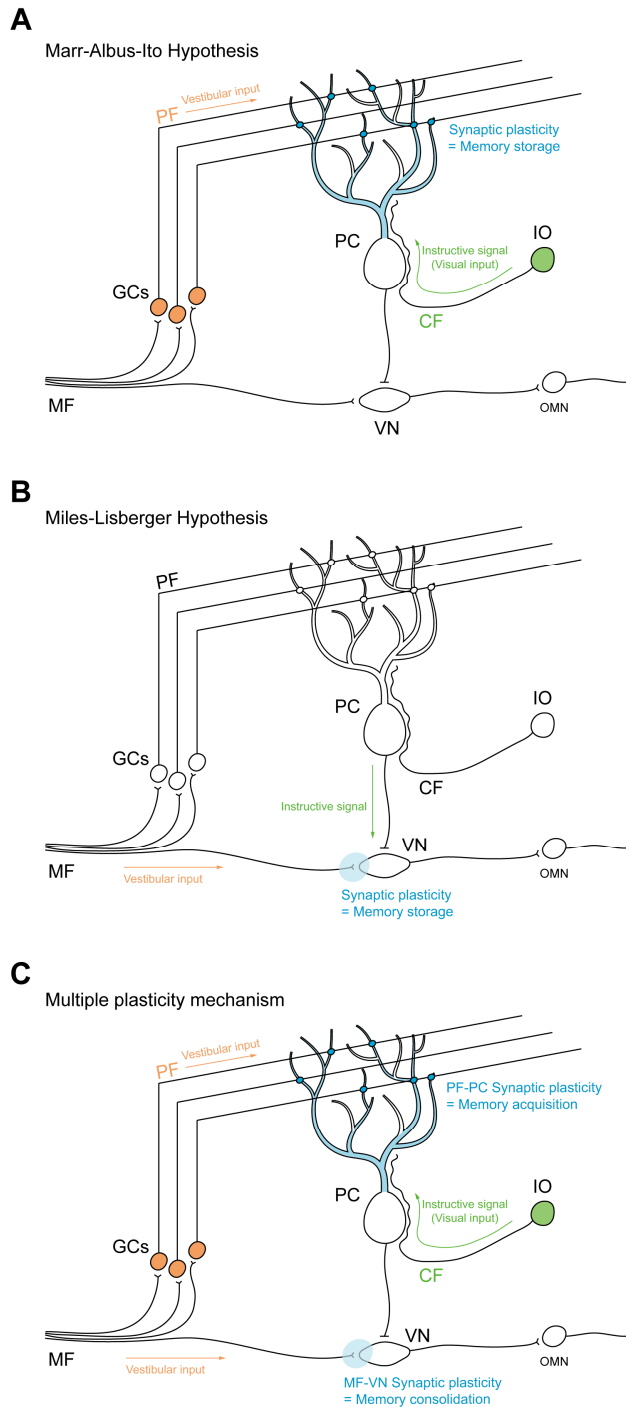 A
Marr-Albus-Ito Hypothesis
PF
Vestibular input
Synaptic plasticity
= Memory storage
PC
IO
Instructive signal
(Visual input)
GCs
CF
MF
VN
OMN
B
Miles-Lisberger Hypothesis
PF
PC
IO
GCs
CF
Instructive signal
VN
MF
Vestibular input
OMN
Synaptic plasticity
= Memory storage
C
Multiple plasticity mechanism
PF
Vestibular input
PF-PC Synaptic plasticity
= Memory acquisition
PC
IO
Instructive signal
(Visual input)
GCs
CF
VN
MF
Vestibular input
OMN
MF-VN Synaptic plasticity
= Memory consolidation